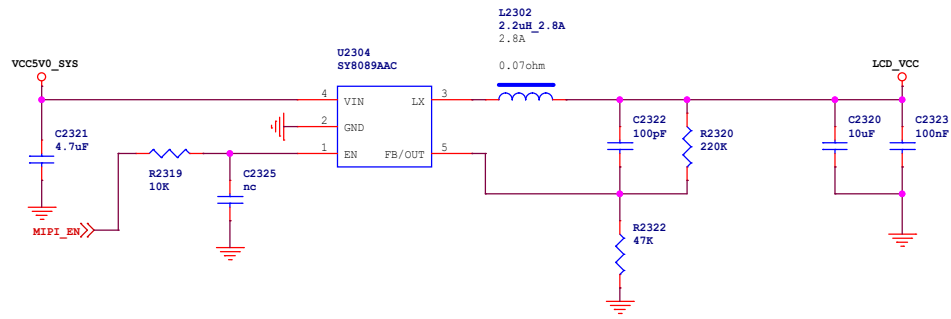 L2302
2.2uH_2.8A
2.8A
0.07ohm
U2304
SY8089AAC
VCC5V0_SYS
LCD_VCC
4 VIN LX 3
2 GND
1 EN FB/OUT 5
C2321
4.7uF
R2319
10K
C2325
nc
MIPI_EN
C2322
100pF
R2320
220K
C2320
10uF
C2323
100nF
R2322
47K